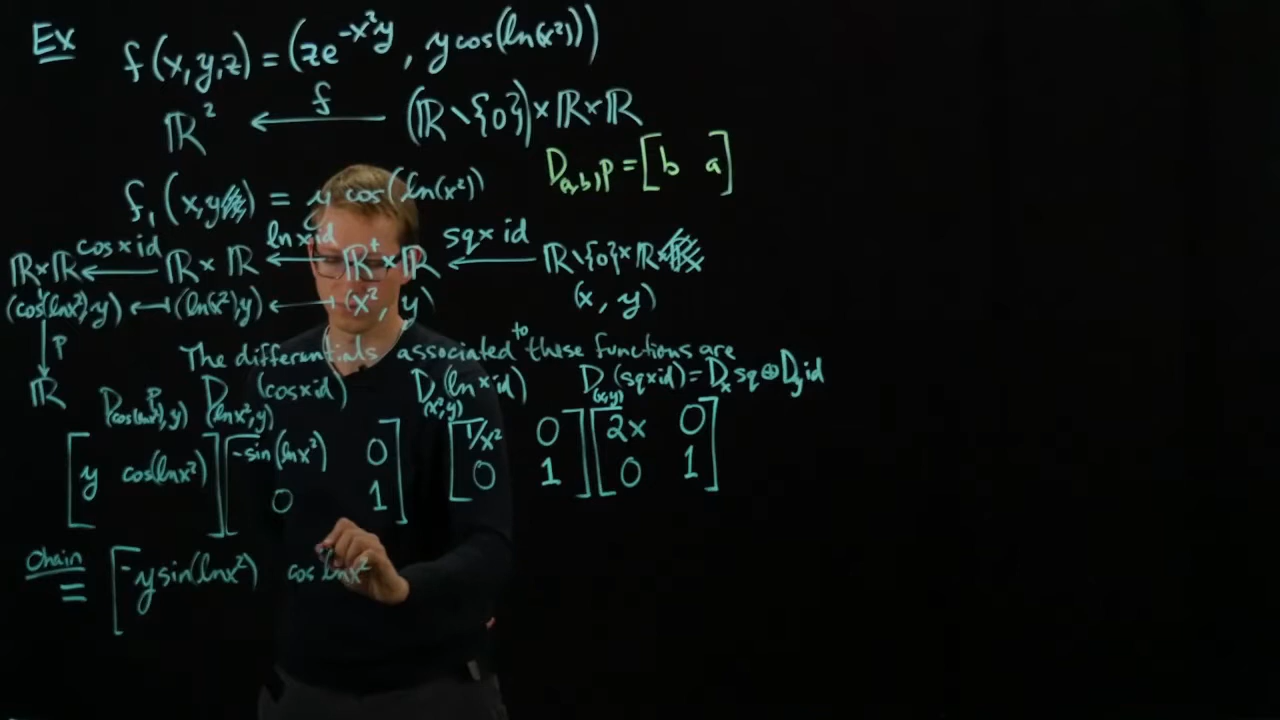 Ex f(x,y,z) = (ze^{-x²y}, y cos(ln(x²)))
ℝ² ←f (ℝ∖{0})×ℝ×ℝ
D_{(a,b)}p = [b a]
f₁(x,y) = y cos(ln(x²))
ℝ×ℝ ←cos×id ℝ×ℝ ←ln×id ℝ⁺×ℝ ←sq×id ℝ∖{0}×ℝ
(cos(lnx²),y) ↤ (ln(x²),y) ↤ (x², y) (x, y)
↓ p
The differentials associated to these functions are
ℝ D_{(cos(lnx²),y)}p D_{(lnx²,y)}(cos×id) D_{(x²,y)}(ln×id) D_{(x,y)}(sq×id) = D_x sq ⊕ D_y id
[y cos(lnx²)] [-sin(lnx²) 0; 0 1] [1/x² 0; 0 1] [2x 0; 0 1]
Chain = [-y sin(lnx²) cos lnx²